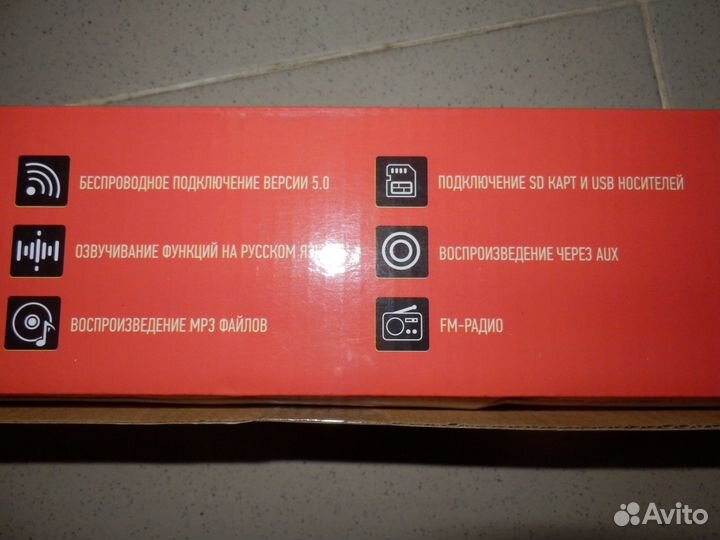 БЕСПРОВОДНОЕ ПОДКЛЮЧЕНИЕ ВЕРСИИ 5.0
ОЗВУЧИВАНИЕ ФУНКЦИЙ НА РУССКОМ
ВОСПРОИЗВЕДЕНИЕ MP3 ФАЙЛОВ
ПОДКЛЮЧЕНИЕ SD КАРТ И USB НОСИТЕЛЕЙ
ВОСПРОИЗВЕДЕНИЕ ЧЕРЕЗ AUX
FM-РАДИО
Avito